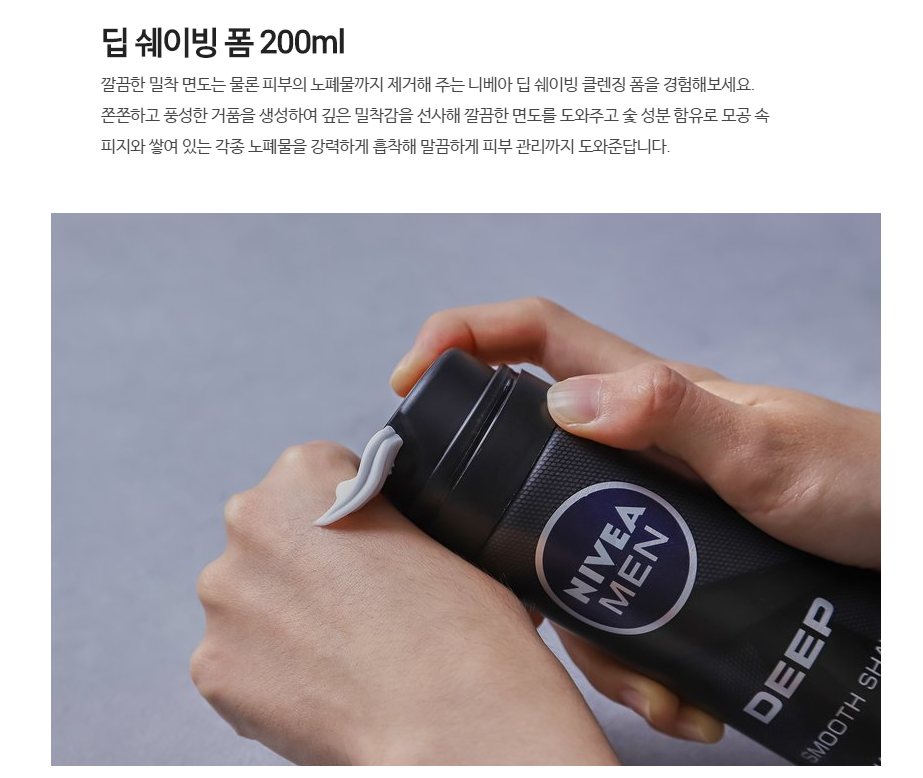 딥 쉐이빙 폼 200ml
깔끔한 밀착 면도는 물론 피부의 노폐물까지 제거해 주는 니베아 딥 쉐이빙 클렌징 폼을 경험해보세요.
쫀쫀하고 풍성한 거품을 생성하여 깊은 밀착감을 선사해 깔끔한 면도를 도와주고 숯 성분 함유로 모공 속
피지와 쌓여 있는 각종 노폐물을 강력하게 흡착해 말끔하게 피부 관리까지 도와준답니다.
NIVEA
MEN
DEEP
SMOOTH SHA